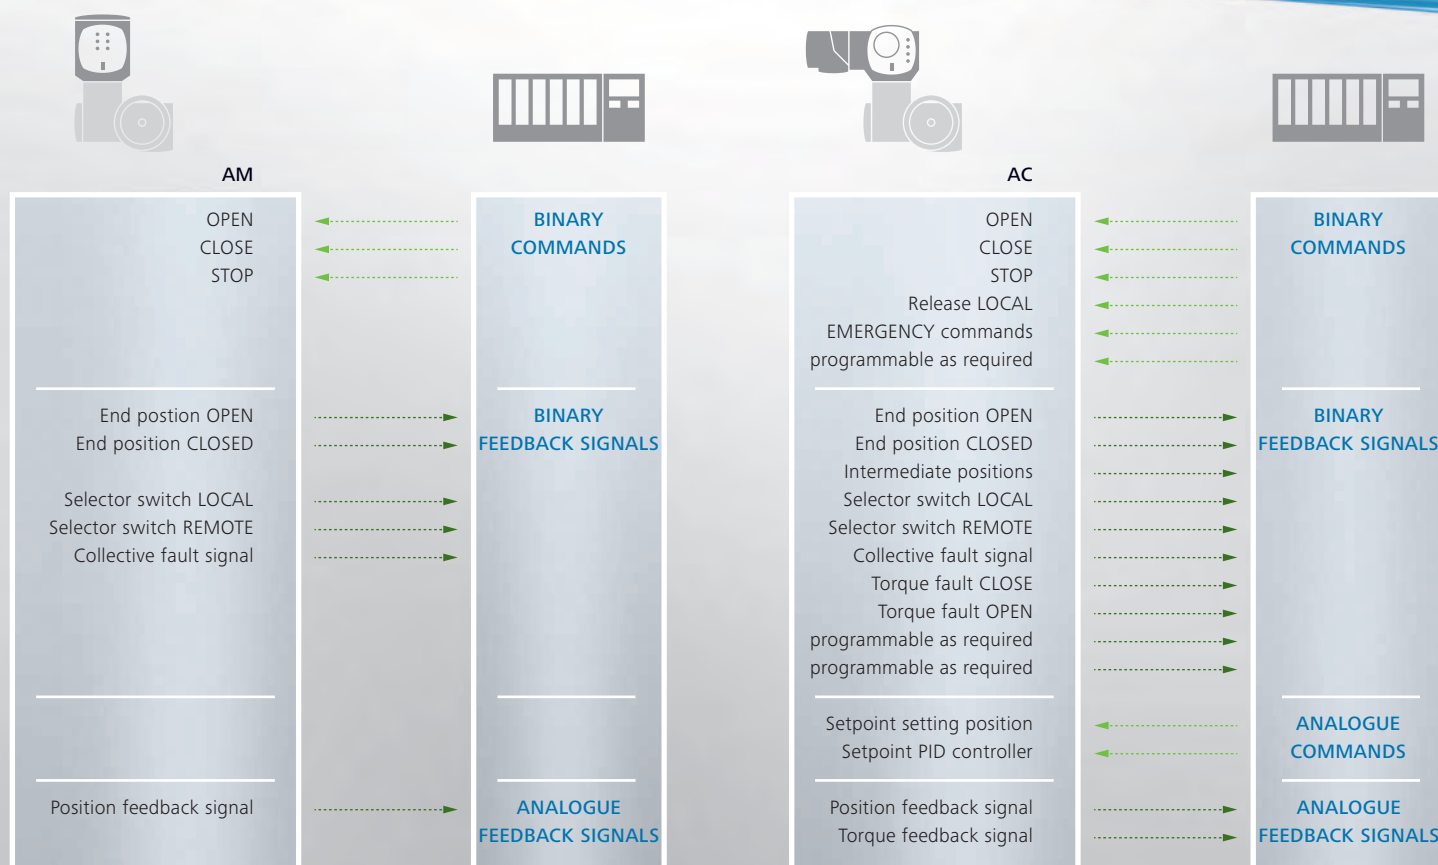 AM
OPEN
CLOSE
STOP
BINARY
COMMANDS
End postion OPEN
End position CLOSED
Selector switch LOCAL
Selector switch REMOTE
Collective fault signal
BINARY
FEEDBACK SIGNALS
Position feedback signal
ANALOGUE
FEEDBACK SIGNALS
AC
OPEN
CLOSE
STOP
Release LOCAL
EMERGENCY commands
programmable as required
BINARY
COMMANDS
End position OPEN
End position CLOSED
Intermediate positions
Selector switch LOCAL
Selector switch REMOTE
Collective fault signal
Torque fault CLOSE
Torque fault OPEN
programmable as required
programmable as required
BINARY
FEEDBACK SIGNALS
Setpoint setting position
Setpoint PID controller
ANALOGUE
COMMANDS
Position feedback signal
Torque feedback signal
ANALOGUE
FEEDBACK SIGNALS